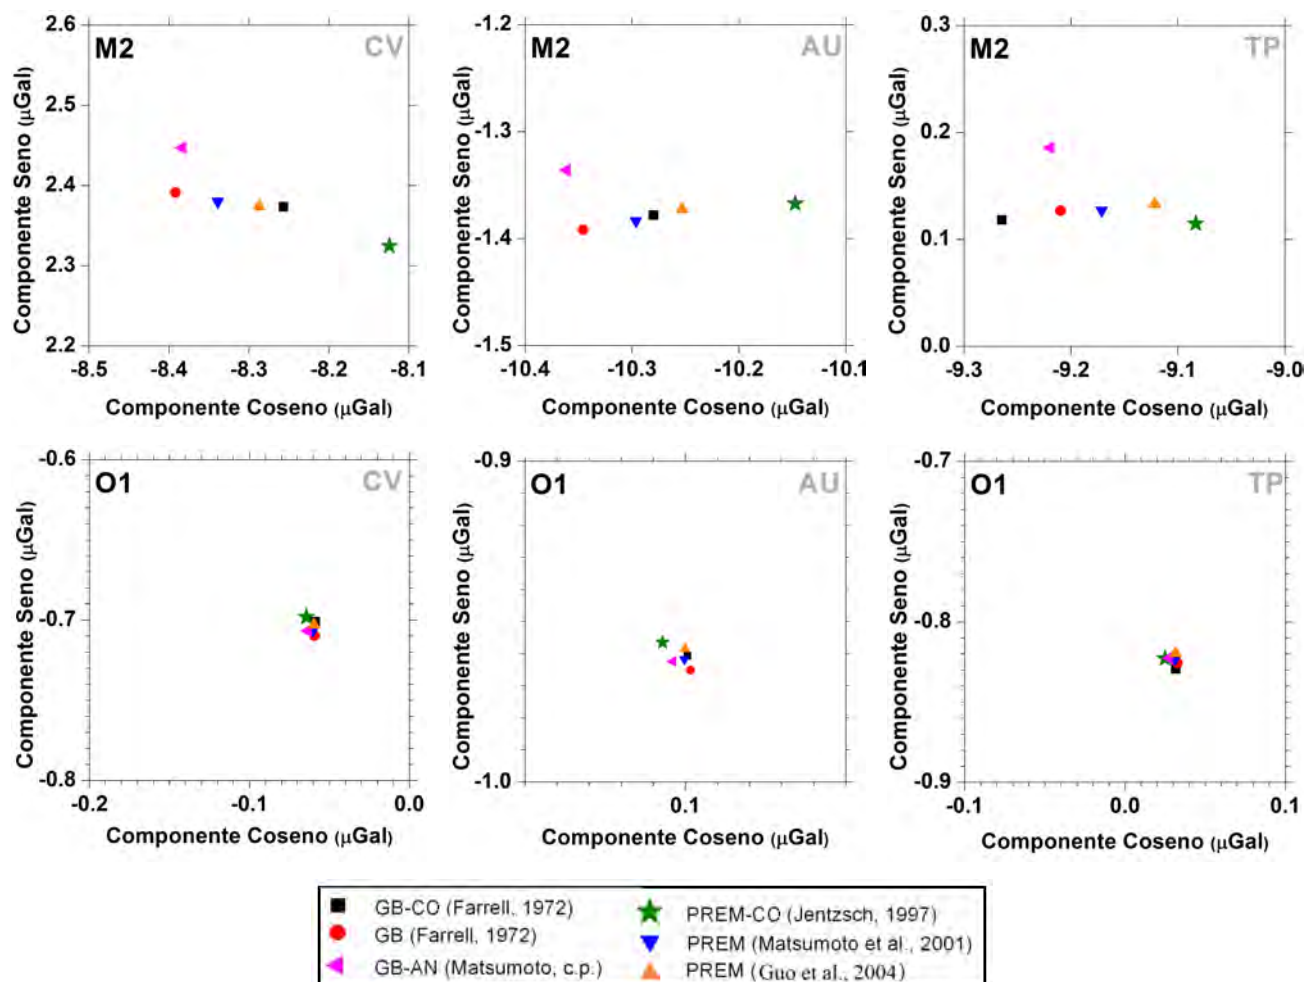 M2 CV
2.6
2.5
2.4
2.3
2.2
-8.5 -8.4 -8.3 -8.2 -8.1
Componente Seno (μGal)
Componente Coseno (μGal)
M2 AU
-1.2
-1.3
-1.4
-1.5
-10.4 -10.3 -10.2 -10.1
Componente Seno (μGal)
Componente Coseno (μGal)
M2 TP
0.3
0.2
0.1
0.0
-9.3 -9.2 -9.1 -9.0
Componente Seno (μGal)
Componente Coseno (μGal)
O1 CV
-0.6
-0.7
-0.8
-0.2 -0.1 0.0
Componente Seno (μGal)
Componente Coseno (μGal)
O1 AU
-0.9
-1.0
0.1
Componente Seno (μGal)
Componente Coseno (μGal)
O1 TP
-0.7
-0.8
-0.9
-0.1 0.0 0.1
Componente Seno (μGal)
Componente Coseno (μGal)
GB-CO (Farrell, 1972)
GB (Farrell, 1972)
GB-AN (Matsumoto, c.p.)
PREM-CO (Jentzsch, 1997)
PREM (Matsumoto et al., 2001)
PREM (Guo et al., 2004)